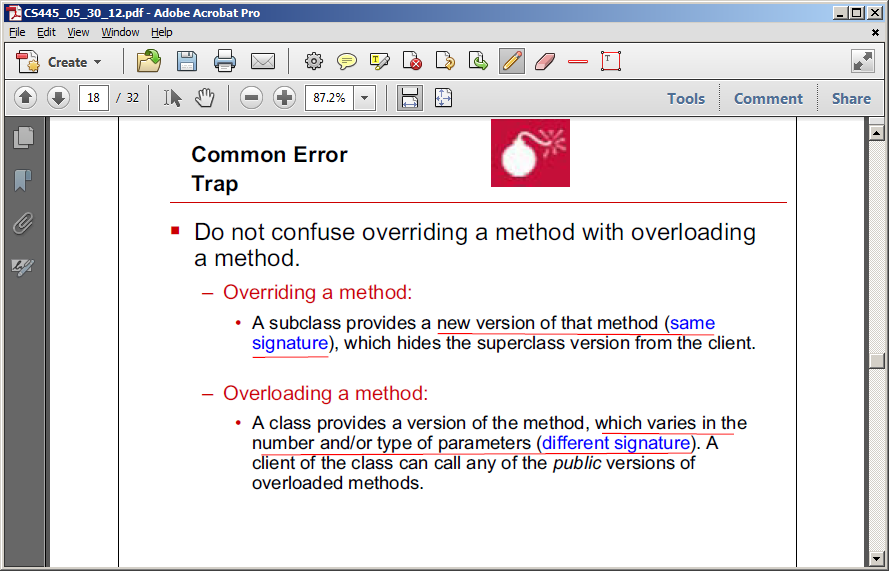 CS445_05_30_12.pdf - Adobe Acrobat Pro
File Edit View Window Help
Create
18 / 32 87.2% Tools Comment Share
Common Error
Trap
Do not confuse overriding a method with overloading
a method.
– Overriding a method:
• A subclass provides a new version of that method (same
signature), which hides the superclass version from the client.
– Overloading a method:
• A class provides a version of the method, which varies in the
number and/or type of parameters (different signature). A
client of the class can call any of the public versions of
overloaded methods.